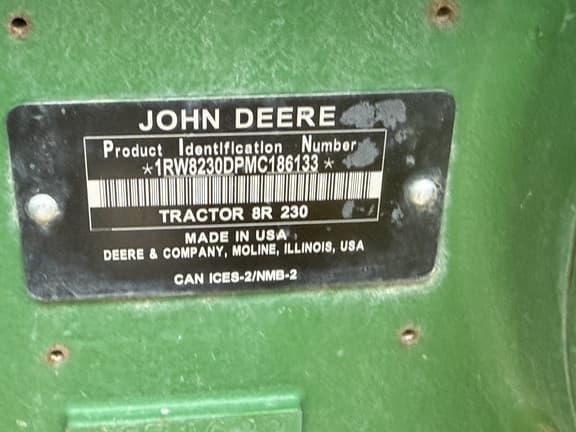 JOHN DEERE
Product Identification Number
*1RW8230DPMC186133*
TRACTOR 8R 230
MADE IN USA
DEERE & COMPANY, MOLINE, ILLINOIS, USA
CAN ICES-2/NMB-2